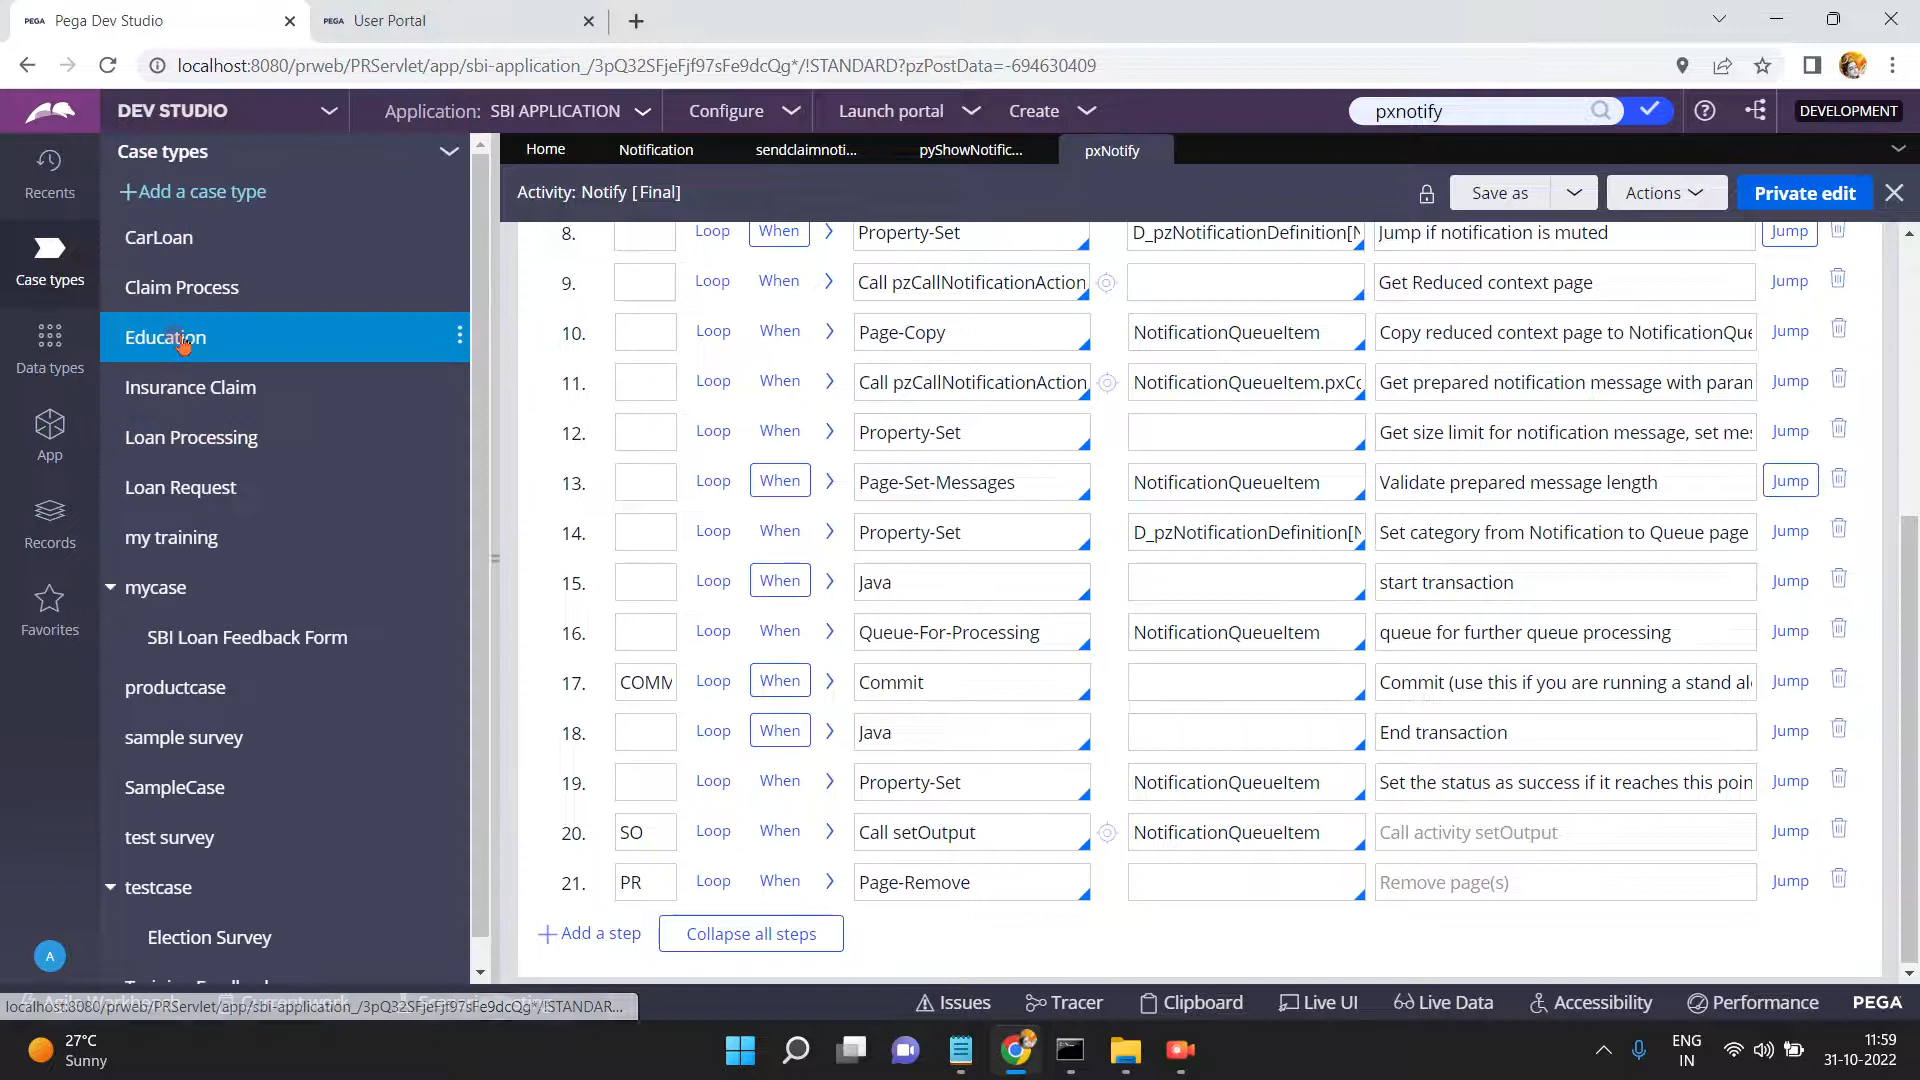 PEGA Pega Dev Studio
PEGA User Portal
localhost:8080/prweb/PRServlet/app/sbi-application_/3pQ32SFjeFjf97sFe9dcQg*/!STANDARD?pzPostData=-694630409
DEV STUDIO
Application: SBI APPLICATION
Configure
Launch portal
Create
pxnotify
DEVELOPMENT
Recents
Case types
Data types
App
Records
Favorites
A
Case types
Add a case type
CarLoan
Claim Process
Education
Insurance Claim
Loan Processing
Loan Request
my training
mycase
SBI Loan Feedback Form
productcase
sample survey
SampleCase
test survey
testcase
Election Survey
Home Notification sendclaimnoti... pyShowNotific... pxNotify
Activity: Notify [Final]
Save as Actions Private edit
8. Loop When Property-Set D_pzNotificationDefinition[N Jump if notification is muted Jump
9. Loop When Call pzCallNotificationAction Get Reduced context page Jump
10. Loop When Page-Copy NotificationQueueItem Copy reduced context page to NotificationQue Jump
11. Loop When Call pzCallNotificationAction NotificationQueueItem.pxCo Get prepared notification message with param Jump
12. Loop When Property-Set Get size limit for notification message, set mes Jump
13. Loop When Page-Set-Messages NotificationQueueItem Validate prepared message length Jump
14. Loop When Property-Set D_pzNotificationDefinition[N Set category from Notification to Queue page Jump
15. Loop When Java start transaction Jump
16. Loop When Queue-For-Processing NotificationQueueItem queue for further queue processing Jump
17. COMM Loop When Commit Commit (use this if you are running a stand al Jump
18. Loop When Java End transaction Jump
19. Loop When Property-Set NotificationQueueItem Set the status as success if it reaches this poin Jump
20. SO Loop When Call setOutput NotificationQueueItem Call activity setOutput Jump
21. PR Loop When Page-Remove Remove page(s) Jump
Add a step Collapse all steps
localhost:8080/prweb/PRServlet/app/sbi-application_/3pQ32SFjeFjf97sFe9dcQg*/!STANDAR...
Issues Tracer Clipboard Live UI Live Data Accessibility Performance PEGA
27°C
Sunny
ENG
IN
11:59
31-10-2022